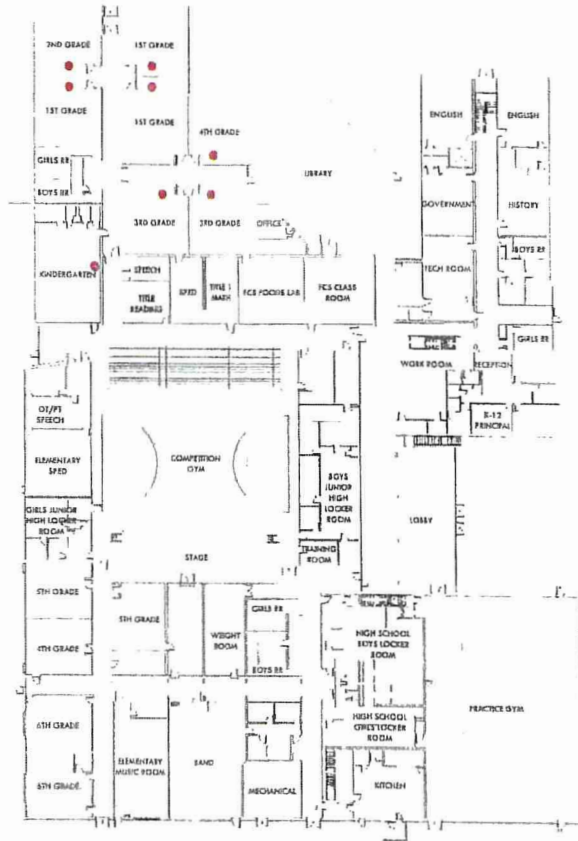 2ND GRADE
1ST GRADE
1ST GRADE
1ST GRADE
4TH GRADE
ENGLISH
ENGLISH
GIRLS RR
BOYS RR
LIBRARY
3RD GRADE
3RD GRADE
OFFICE
GOVERNMENT
HISTORY
BOYS RR
KINDERGARTEN
SPEECH
TITLE
READING
SPED
TITLE 1
MATH
FCS FOODS LAB
FCS CLASS
ROOM
TECH ROOM
GIRLS RR
WORK ROOM
RECEPTION
K-12
PRINCIPAL
OT/PT
SPEECH
ELEMENTARY
SPED
COMPETITION
GYM
BOYS
JUNIOR
HIGH
LOCKER
ROOM
LOBBY
GIRLS JUNIOR
HIGH LOCKER
ROOM
STAGE
TRAINING
ROOM
5TH GRADE
5TH GRADE
WEIGHT
ROOM
GIRLS RR
BOYS RR
HIGH SCHOOL
BOYS LOCKER
ROOM
4TH GRADE
PRACTICE GYM
6TH GRADE
6TH GRADE
ELEMENTARY
MUSIC ROOM
BAND
MECHANICAL
HIGH SCHOOL
GIRLS LOCKER
ROOM
KITCHEN